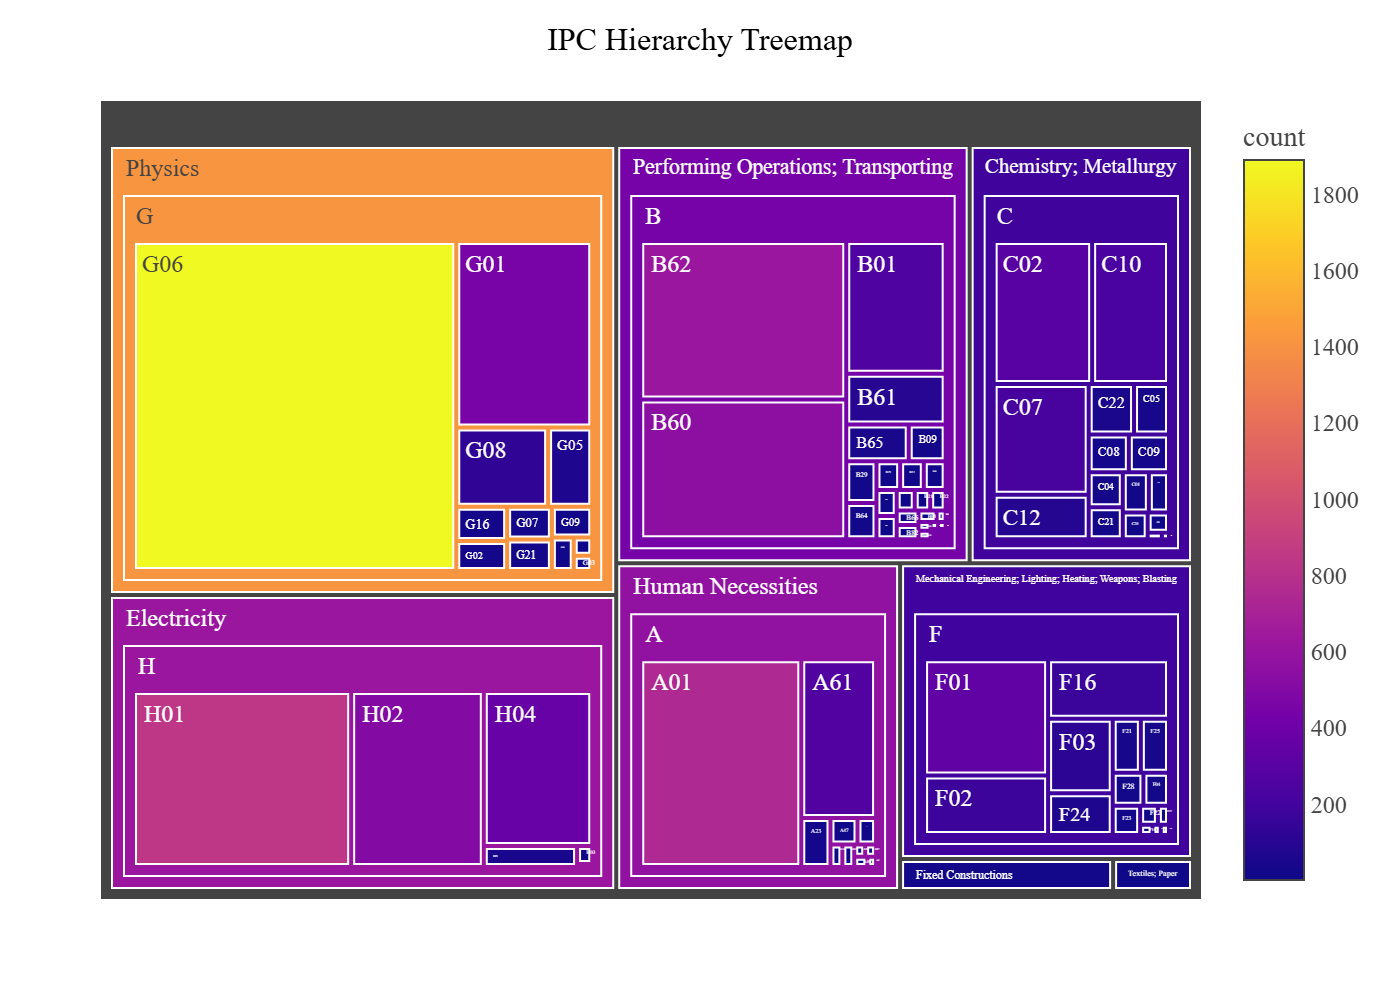 IPC Hierarchy Treemap
count
1800
1600
1400
1200
1000
800
600
400
200
Physics
G
G06
G01
G08
G05
G16
G07
G09
G02
G21
G03
Performing Operations; Transporting
B
B62
B01
B60
B61
B65
B09
B29
B64
Chemistry; Metallurgy
C
C02
C10
C07
C22
C05
C08
C09
C04
C12
C21
Electricity
H
H01
H02
H04
Human Necessities
A
A01
A61
A23
A47
Mechanical Engineering; Lighting; Heating; Weapons; Blasting
F
F01
F16
F03
F21
F25
F02
F28
F04
F24
F23
Fixed Constructions
Textiles; Paper